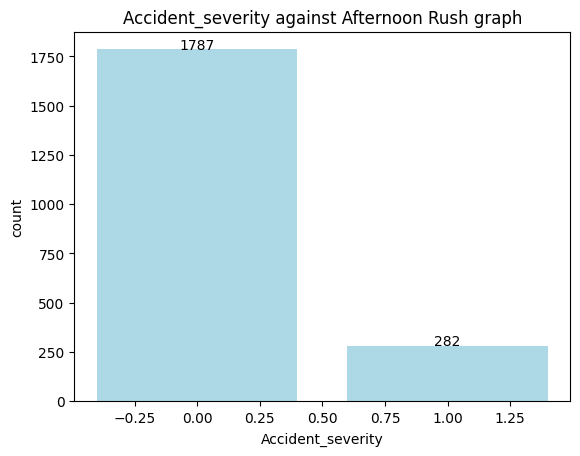 Accident_severity against Afternoon Rush graph
1787
282
count
1750
1500
1250
1000
750
500
250
0
−0.25 0.00 0.25 0.50 0.75 1.00 1.25
Accident_severity